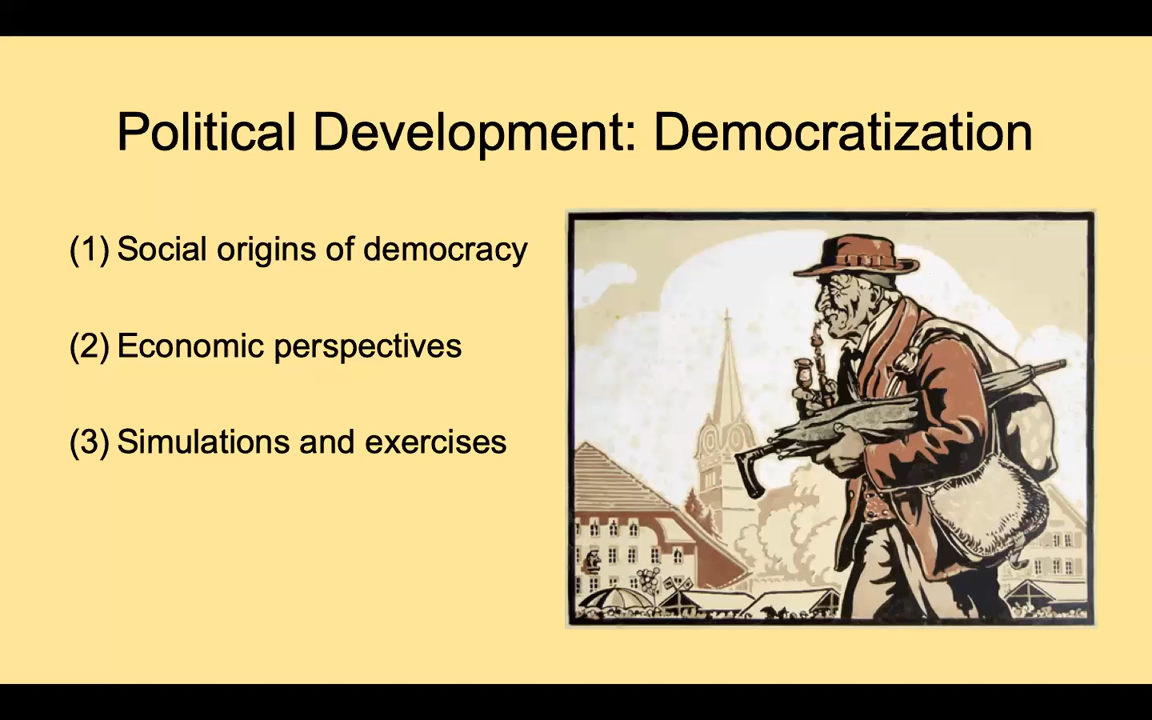 Political Development: Democratization
(1) Social origins of democracy
(2) Economic perspectives
(3) Simulations and exercises